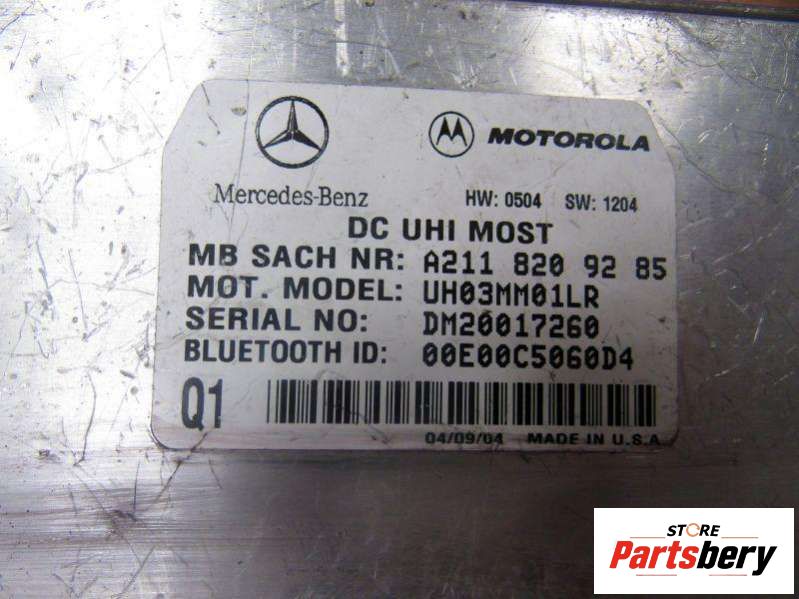 MOTOROLA
Mercedes-Benz HW: 0504 SW: 1204
DC UHI MOST
MB SACH NR: A211 820 92 85
MOT. MODEL: UH03MM01LR
SERIAL NO: DM20017260
BLUETOOTH ID: 00E00C5060D4
Q1
04/09/04 MADE IN U.S.A
STORE
Partsbery